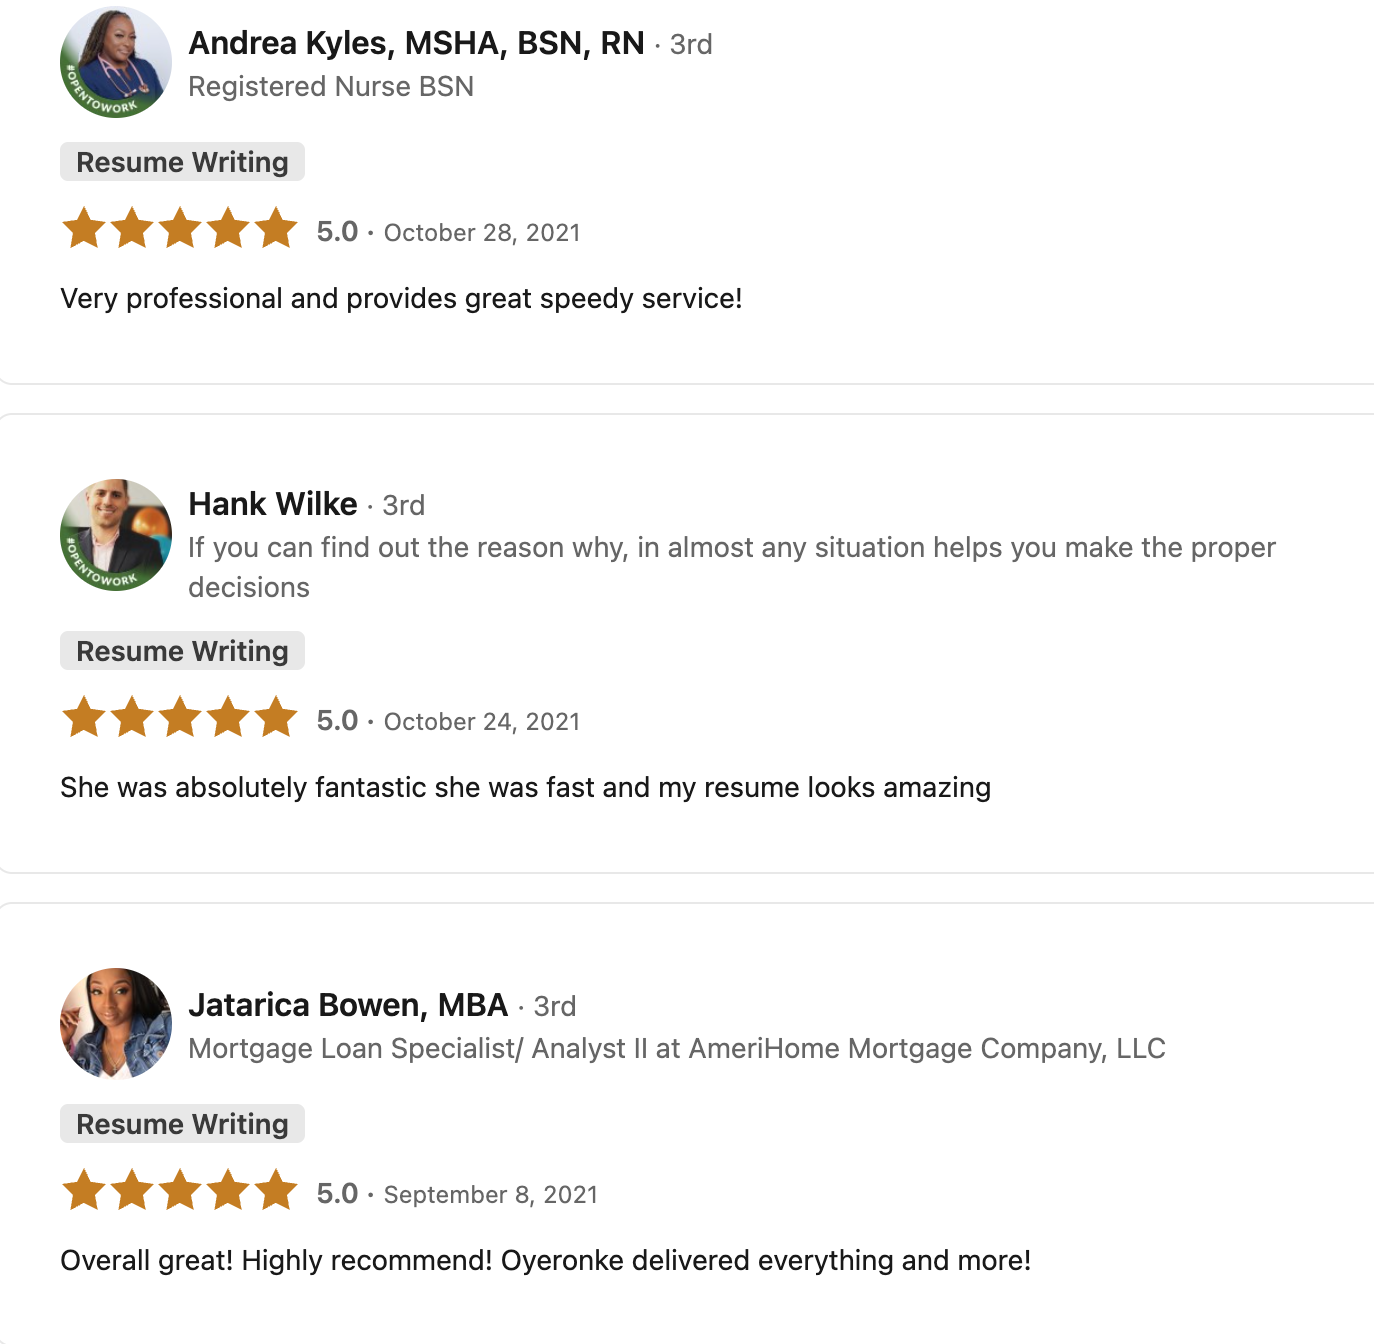 Andrea Kyles, MSHA, BSN, RN · 3rd
Registered Nurse BSN
#OPENTOWORK
Resume Writing
5.0 · October 28, 2021
Very professional and provides great speedy service!
Hank Wilke · 3rd
If you can find out the reason why, in almost any situation helps you make the proper
decisions
#OPENTOWORK
Resume Writing
5.0 · October 24, 2021
She was absolutely fantastic she was fast and my resume looks amazing
Jatarica Bowen, MBA · 3rd
Mortgage Loan Specialist/ Analyst II at AmeriHome Mortgage Company, LLC
Resume Writing
5.0 · September 8, 2021
Overall great! Highly recommend! Oyeronke delivered everything and more!